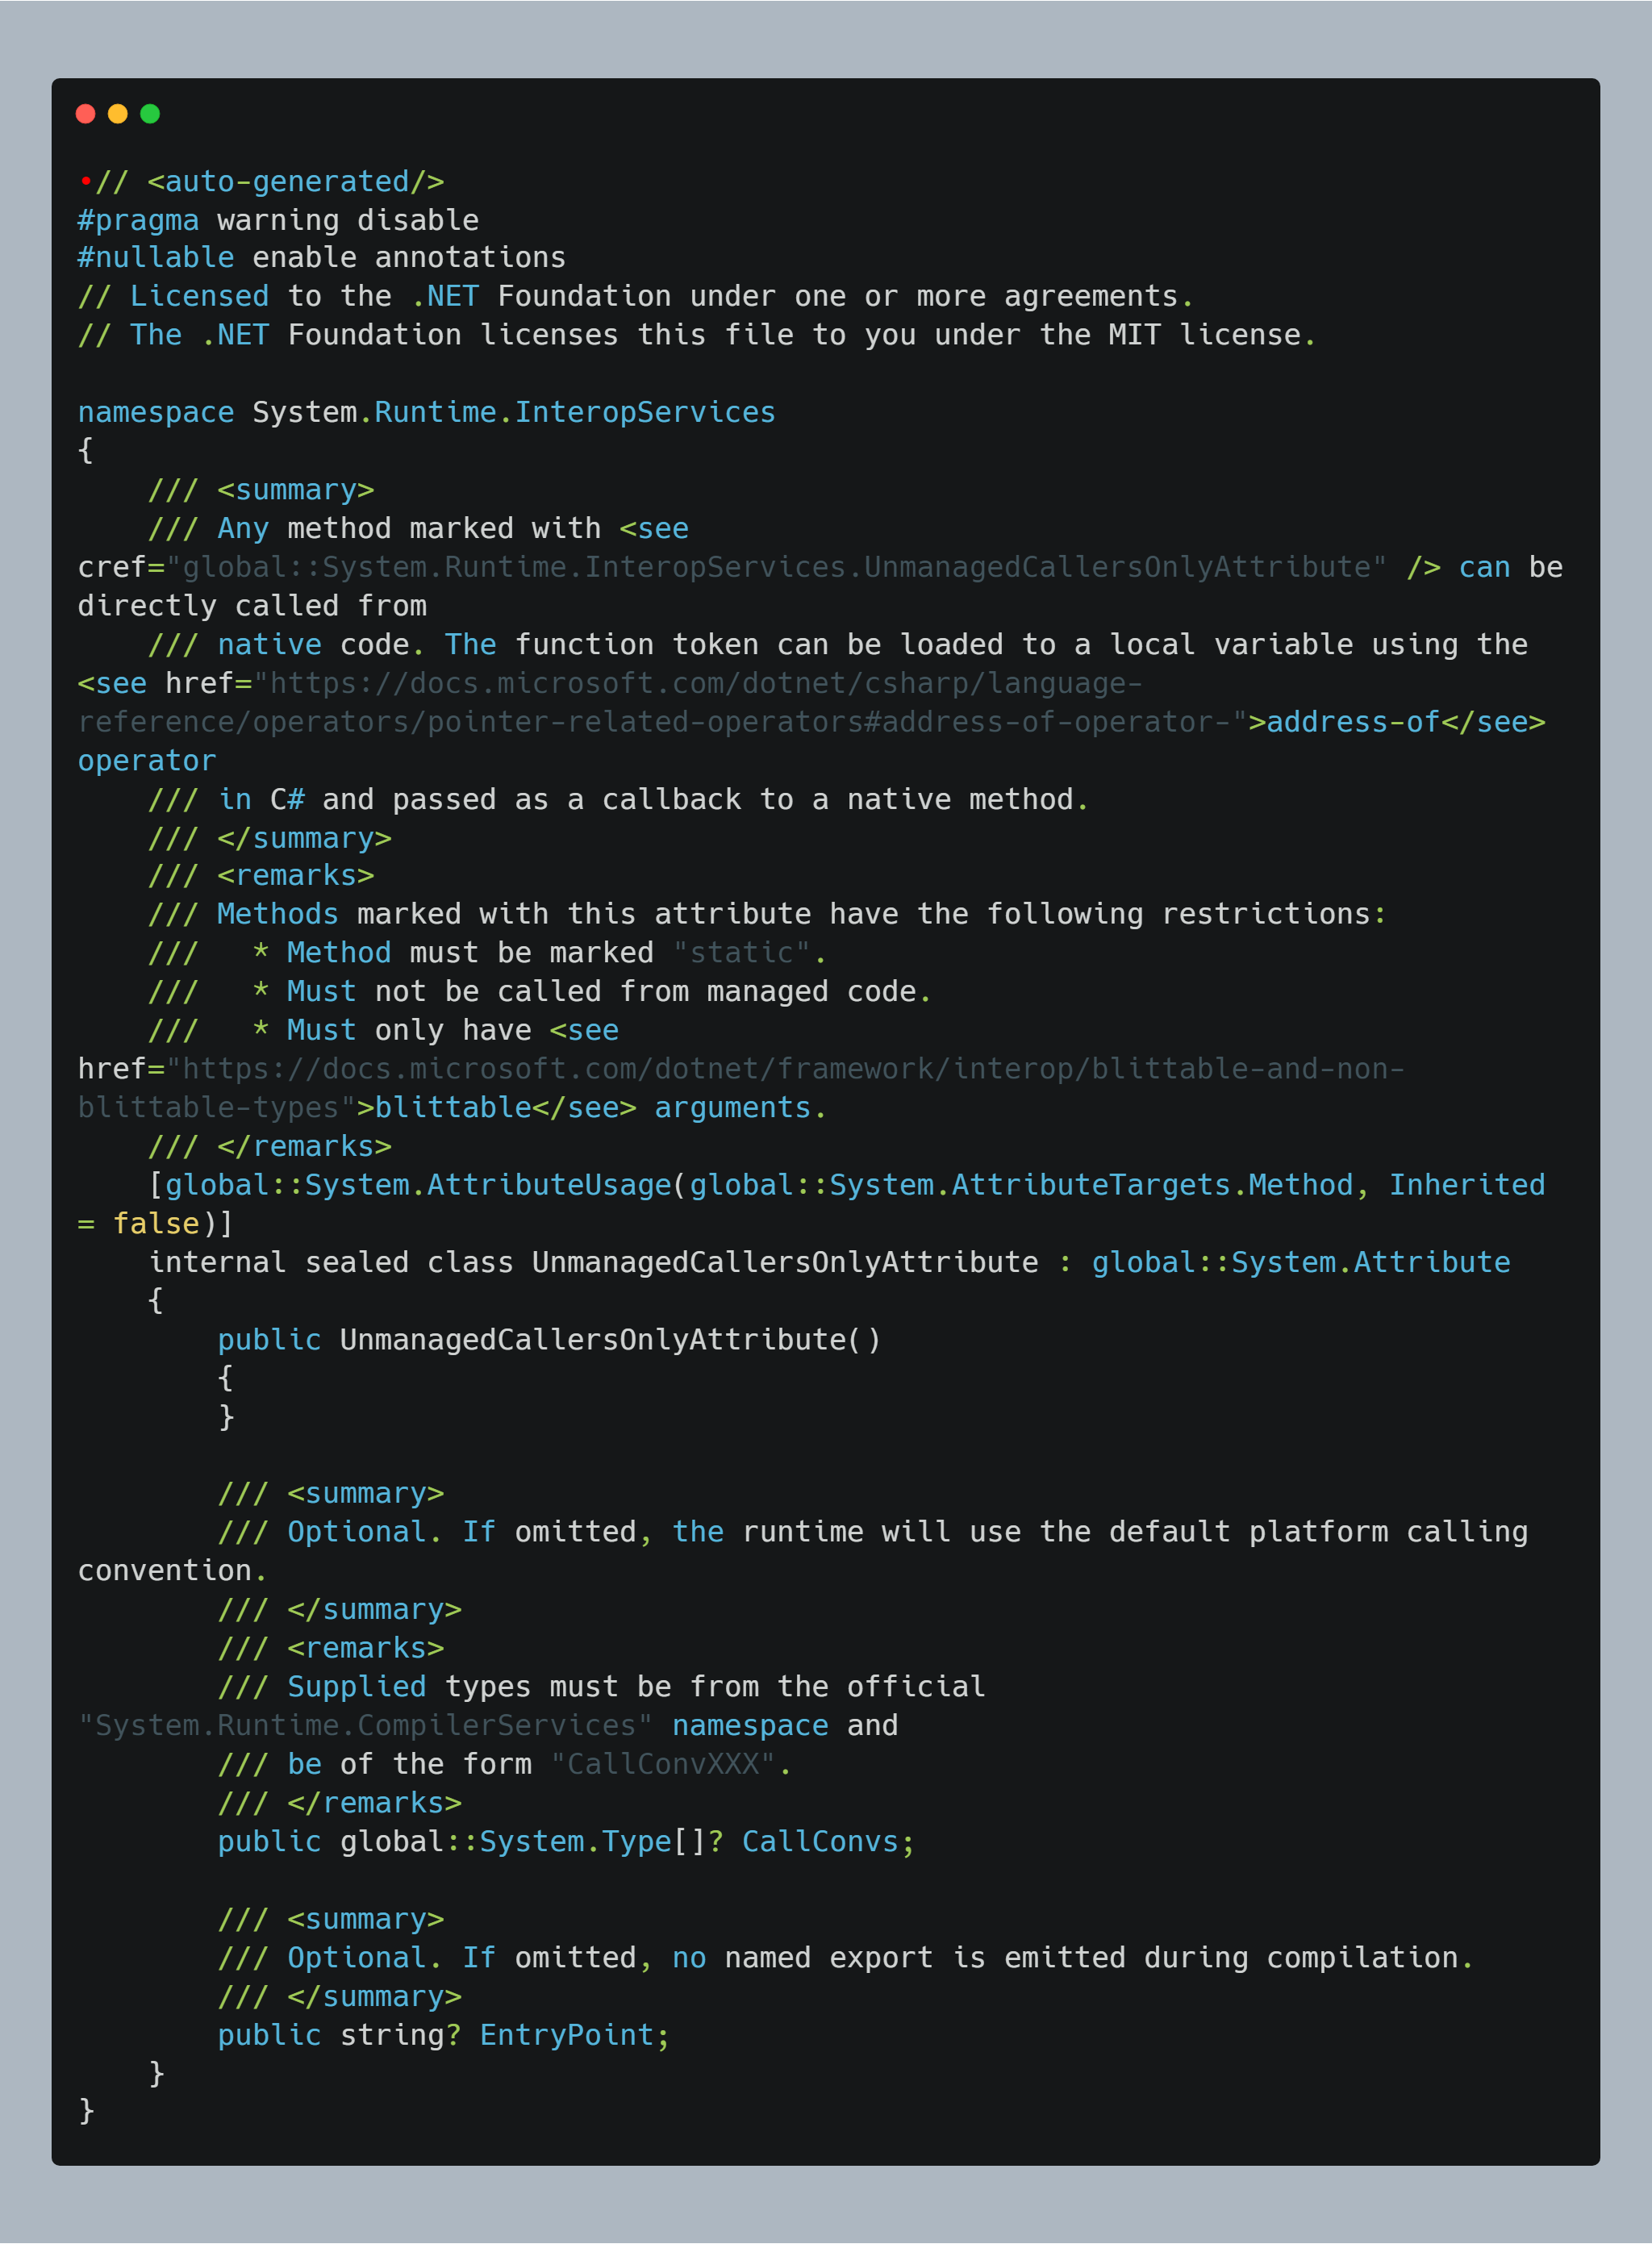 •// <auto-generated/>
#pragma warning disable
#nullable enable annotations
// Licensed to the .NET Foundation under one or more agreements.
// The .NET Foundation licenses this file to you under the MIT license.

namespace System.Runtime.InteropServices
{
    /// <summary>
    /// Any method marked with <see
cref="global::System.Runtime.InteropServices.UnmanagedCallersOnlyAttribute" /> can be
directly called from
    /// native code. The function token can be loaded to a local variable using the
<see href="https://docs.microsoft.com/dotnet/csharp/language-
reference/operators/pointer-related-operators#address-of-operator-">address-of</see>
operator
    /// in C# and passed as a callback to a native method.
    /// </summary>
    /// <remarks>
    /// Methods marked with this attribute have the following restrictions:
    ///   * Method must be marked "static".
    ///   * Must not be called from managed code.
    ///   * Must only have <see
href="https://docs.microsoft.com/dotnet/framework/interop/blittable-and-non-
blittable-types">blittable</see> arguments.
    /// </remarks>
    [global::System.AttributeUsage(global::System.AttributeTargets.Method, Inherited
= false)]
    internal sealed class UnmanagedCallersOnlyAttribute : global::System.Attribute
    {
        public UnmanagedCallersOnlyAttribute()
        {
        }

        /// <summary>
        /// Optional. If omitted, the runtime will use the default platform calling
convention.
        /// </summary>
        /// <remarks>
        /// Supplied types must be from the official
"System.Runtime.CompilerServices" namespace and
        /// be of the form "CallConvXXX".
        /// </remarks>
        public global::System.Type[]? CallConvs;

        /// <summary>
        /// Optional. If omitted, no named export is emitted during compilation.
        /// </summary>
        public string? EntryPoint;
    }
}